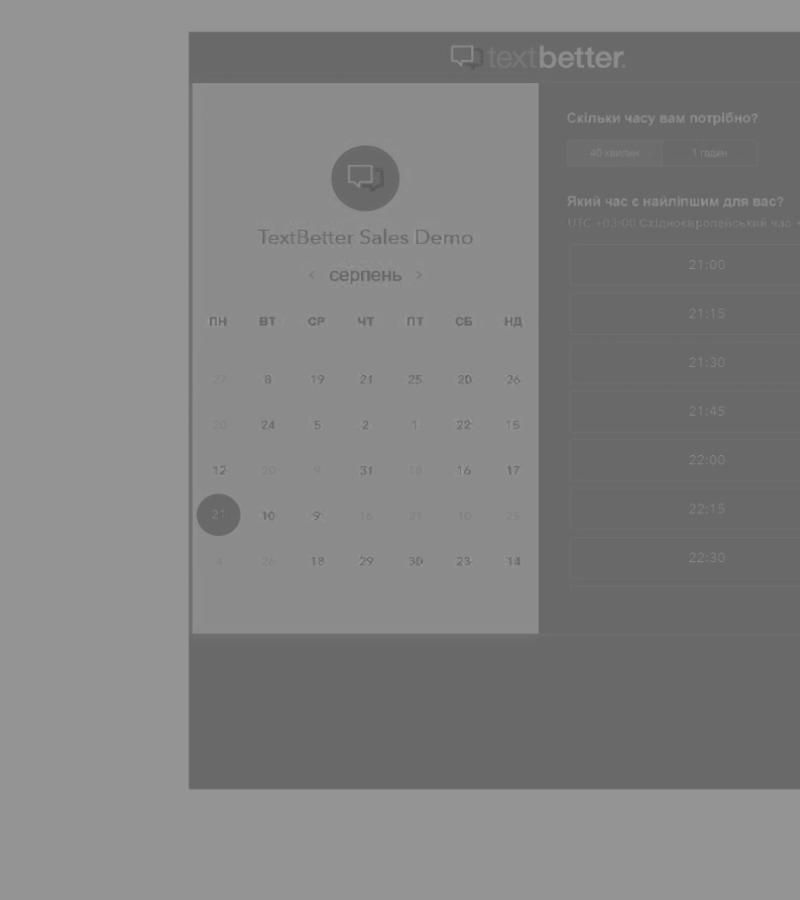 textbetter.
TextBetter Sales Demo
< серпень >
ПН ВТ СР ЧТ ПТ СБ НД
27 8 19 21 25 20 26
20 24 5 2 1 22 15
12 20 9 31 18 16 17
21 10 9 16 21 10 25
4 26 18 29 30 23 14
Скільки часу вам потрібно?
40 хвилин 1 годин
Який час є найліпшим для вас?
UTC +03:00 Східноєвропейський час
21:00
21:15
21:30
21:45
22:00
22:15
22:30